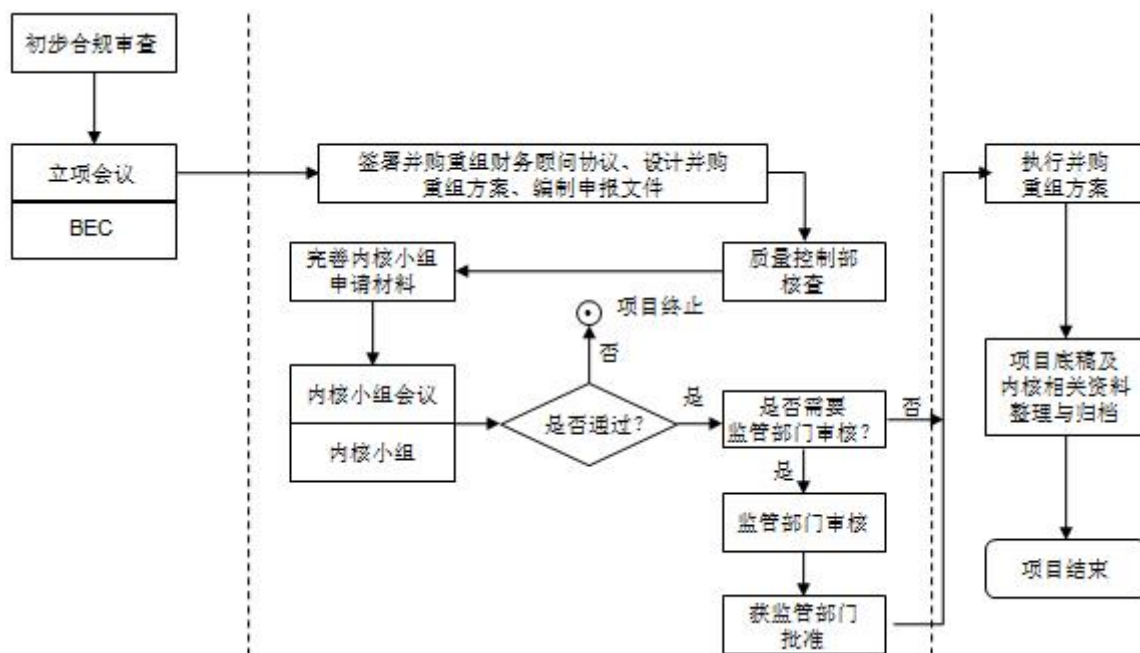 初步合规审查
立项会议
BEC
签署并购重组财务顾问协议、设计并购
重组方案、编制申报文件
质量控制部
核查
完善内核小组
申请材料
内核小组会议
内核小组
是否通过？
否
项目终止
是
是否需要
监管部门审核？
否
是
监管部门审核
获监管部门
批准
执行并购
重组方案
项目底稿及
内核相关资料
整理与归档
项目结束